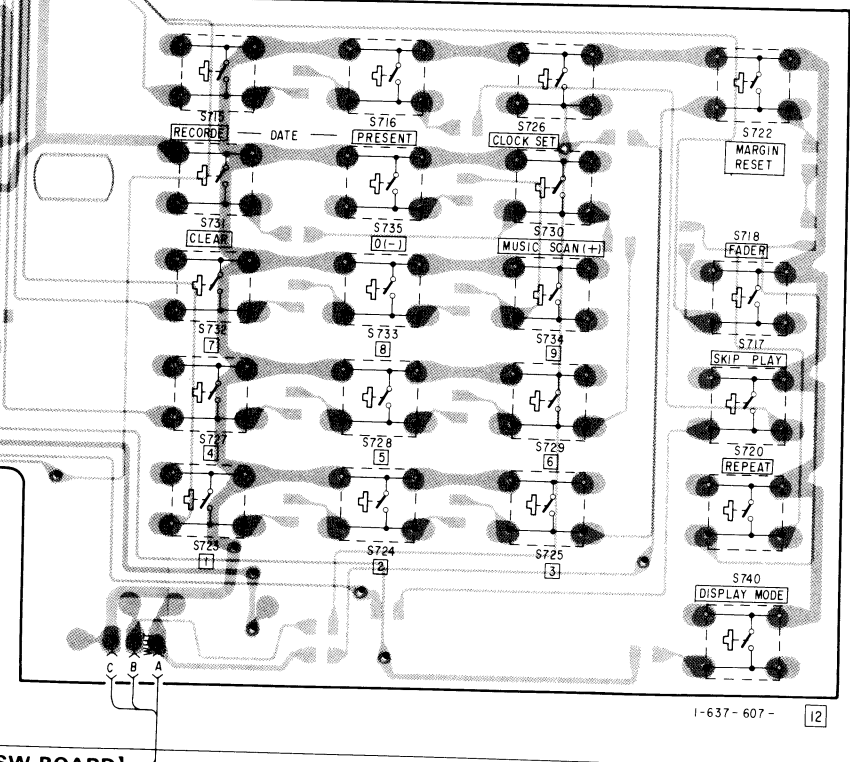 S715
RECORDE — DATE — PRESENT
S716
S726
CLOCK SET
S722
MARGIN
RESET
S731
CLEAR
S735
0(-)
S730
MUSIC SCAN(+)
S718
FADER
S732
7
S733
8
S734
9
S717
SKIP PLAY
S727
4
S728
5
S729
6
S720
REPEAT
S723
1
S724
2
S725
3
S740
DISPLAY MODE
C B A
1-637-607- 12
SW BOARD]